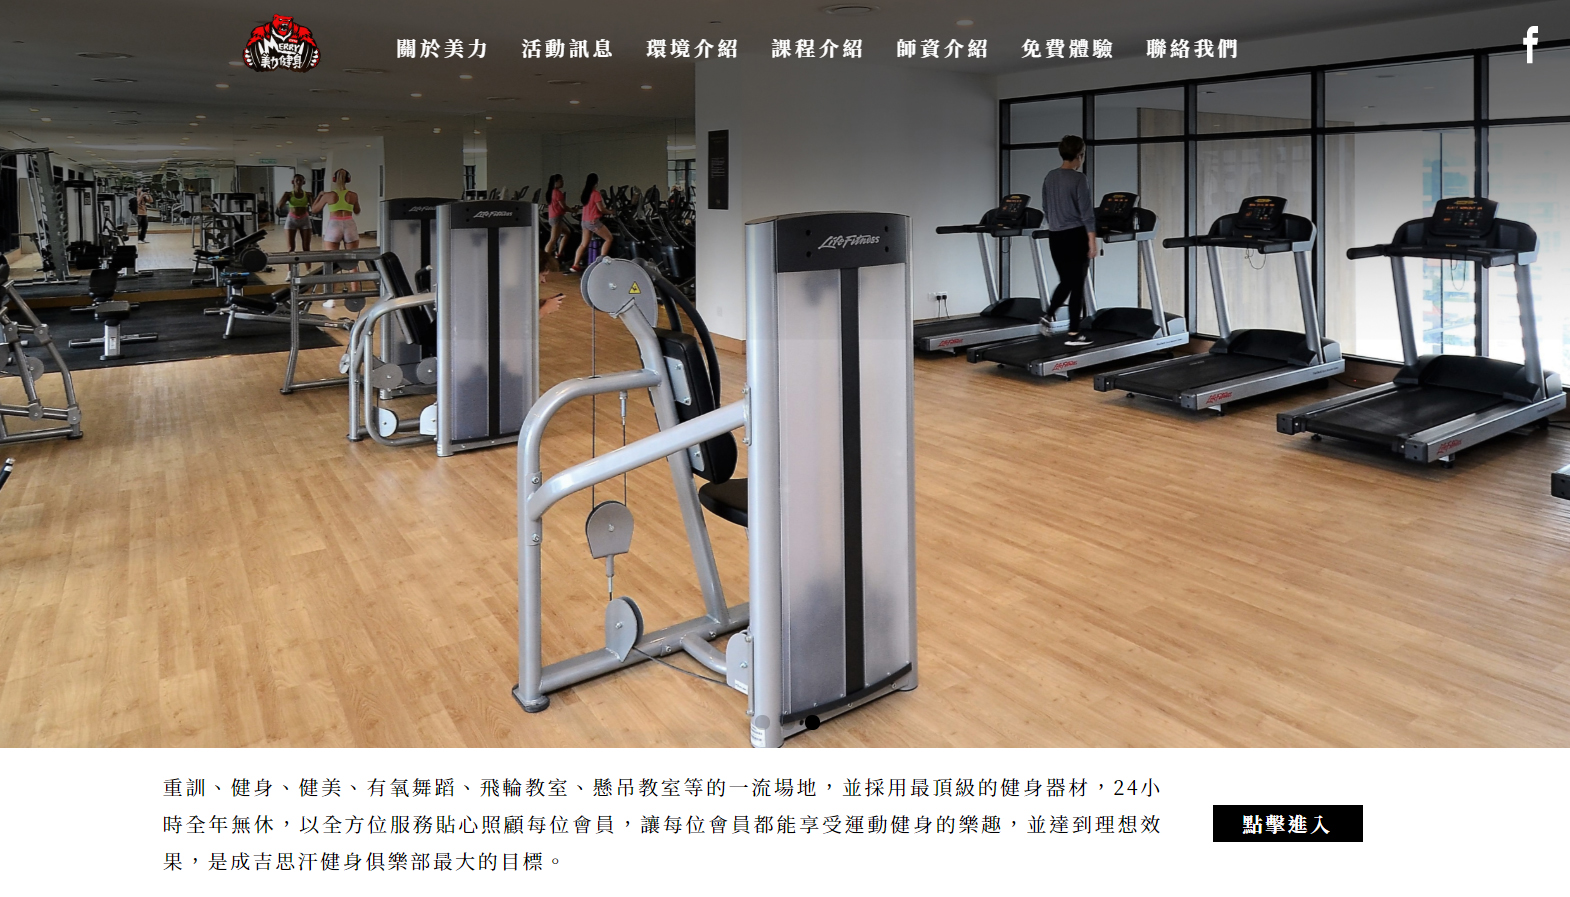 MERRY
美力健身
關於美力 活動訊息 環境介紹 課程介紹 師資介紹 免費體驗 聯絡我們
f
Life Fitness
Life Fitness
Life Fitness
重訓、健身、健美、有氧舞蹈、飛輪教室、懸吊教室等的一流場地，並採用最頂級的健身器材，24小
時全年無休，以全方位服務貼心照顧每位會員，讓每位會員都能享受運動健身的樂趣，並達到理想效
果，是成吉思汗健身俱樂部最大的目標。
點擊進入